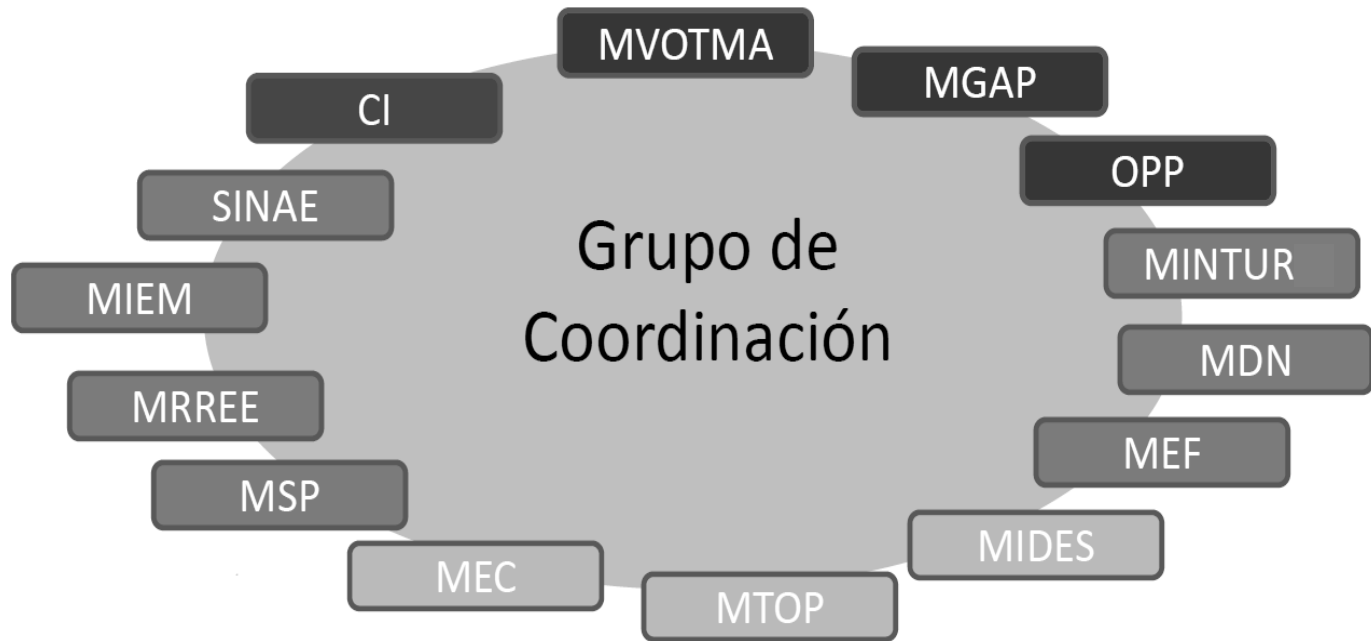 MVOTMA
MGAP
CI
OPP
SINAE
Grupo de
Coordinación
MINTUR
MIEM
MDN
MRREE
MEF
MSP
MIDES
MEC
MTOP